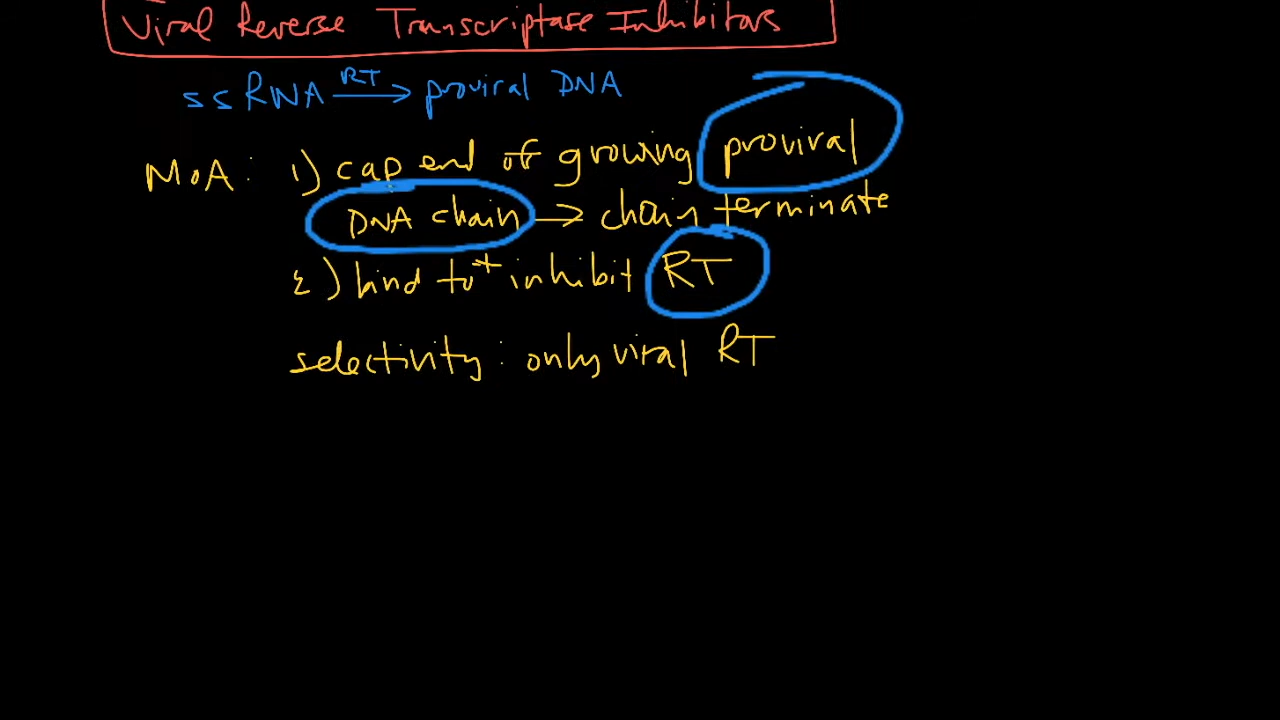 Viral Reverse Transcriptase Inhibitors
ssRNA RT → proviral DNA
MoA: 1) cap end of growing proviral
DNA chain → chain terminate
2) bind to + inhibit RT
selectivity: only viral RT